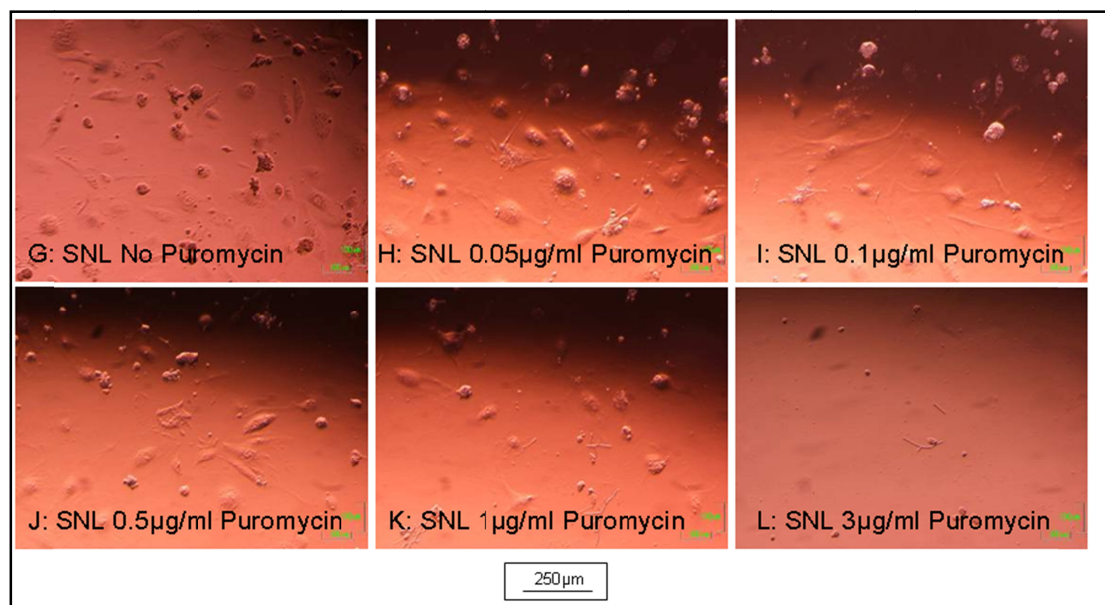 G: SNL No Puromycin
H: SNL 0.05µg/ml Puromycin
I: SNL 0.1µg/ml Puromycin
J: SNL 0.5µg/ml Puromycin
K: SNL 1µg/ml Puromycin
L: SNL 3µg/ml Puromycin
250µm